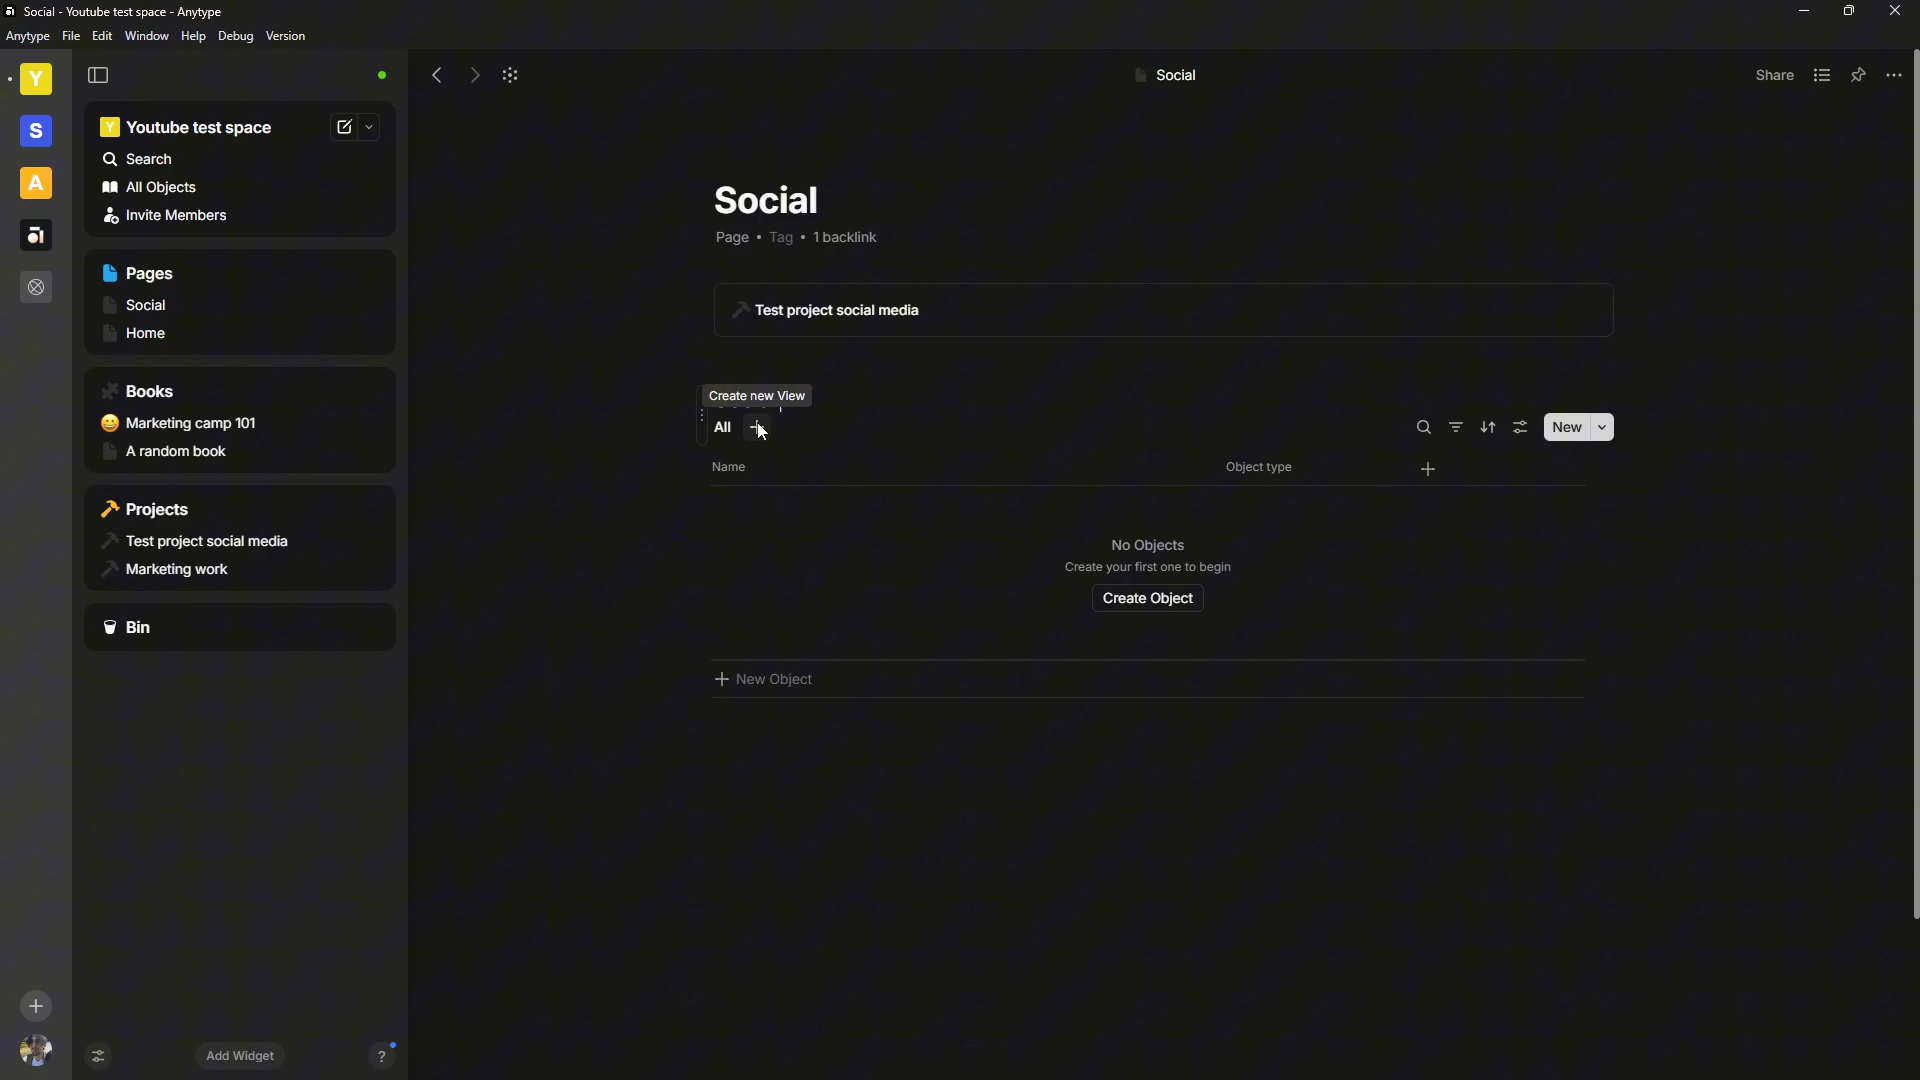 Social - Youtube test space - Anytype
Anytype File Edit Window Help Debug Version
Y
S
A
Y Youtube test space
Search
All Objects
Invite Members
Pages
Social
Home
Books
Marketing camp 101
A random book
Projects
Test project social media
Marketing work
Bin
Add Widget
?
Social
Share
Social
Page • Tag • 1 backlink
Test project social media
Create new View
All
New
Name Object type
No Objects
Create your first one to begin
Create Object
New Object